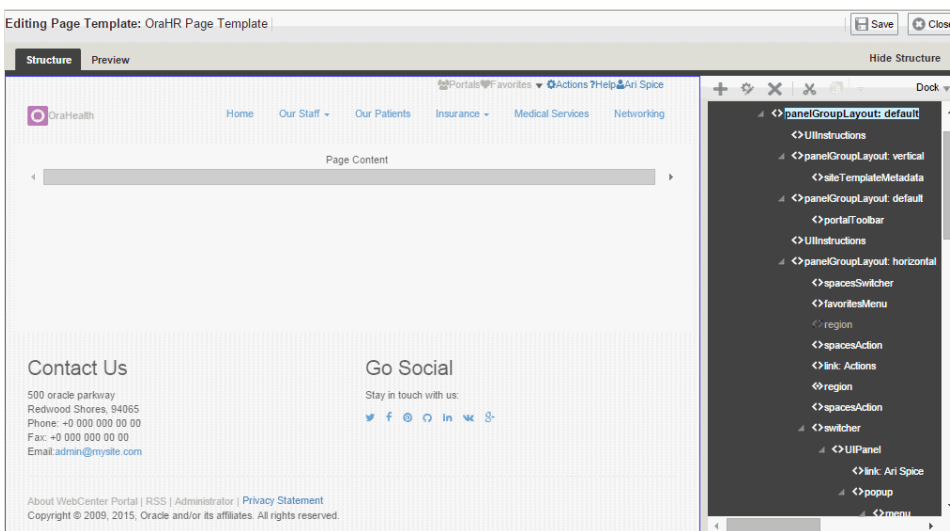 Editing Page Template: OraHR Page Template
Save
Close
Structure
Preview
Hide Structure
Portals Favorites Actions ?Help Ari Spice
Dock
OraHealth
Home
Our Staff
Our Patients
Insurance
Medical Services
Networking
Page Content
Contact Us
500 oracle parkway
Redwood Shores, 94065
Phone: +0 000 000 00 00
Fax: +0 000 000 00 00
Email:admin@mysite.com
Go Social
Stay in touch with us:
About WebCenter Portal | RSS | Administrator | Privacy Statement
Copyright © 2009, 2015, Oracle and/or its affiliates. All rights reserved.
<>panelGroupLayout: default
<>UIInstructions
<>panelGroupLayout: vertical
<>siteTemplateMetadata
<>panelGroupLayout: default
<>portalToolbar
<>UIInstructions
<>panelGroupLayout: horizontal
<>spacesSwitcher
<>favoritesMenu
<>region
<>spacesAction
<>link: Actions
<>region
<>spacesAction
<>switcher
<>UIPanel
<>link: Ari Spice
<>popup
<>menu